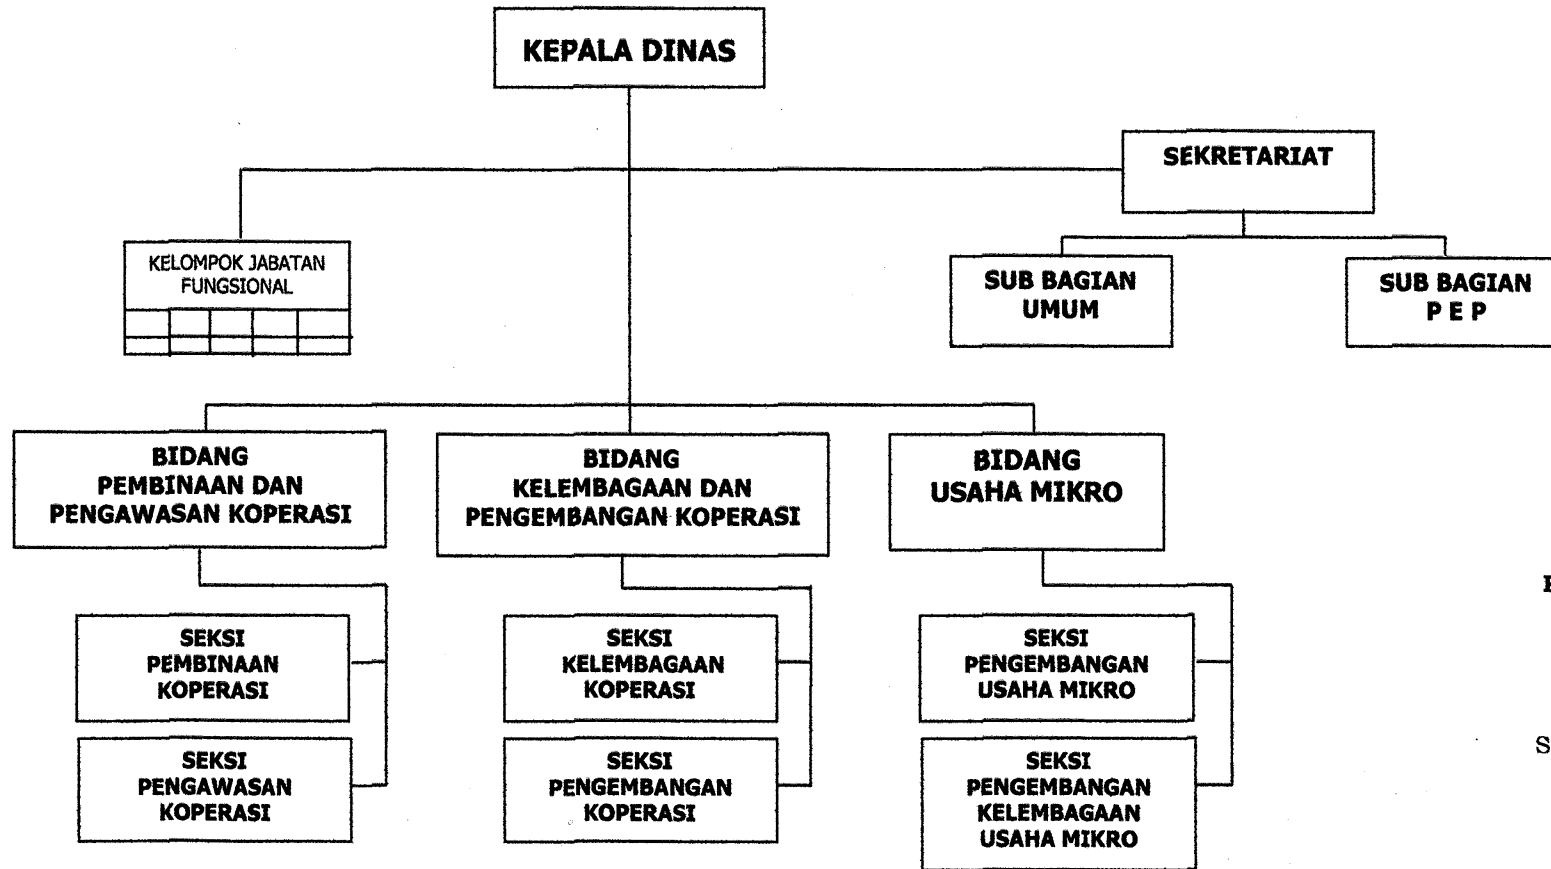 KEPALA DINAS
SEKRETARIAT
KELOMPOK JABATAN
FUNGSIONAL
SUB BAGIAN
UMUM
SUB BAGIAN
P E P
BIDANG
PEMBINAAN DAN
PENGAWASAN KOPERASI
BIDANG
KELEMBAGAAN DAN
PENGEMBANGAN KOPERASI
BIDANG
USAHA MIKRO
SEKSI
PEMBINAAN
KOPERASI
SEKSI
KELEMBAGAAN
KOPERASI
SEKSI
PENGEMBANGAN
USAHA MIKRO
SEKSI
PENGAWASAN
KOPERASI
SEKSI
PENGEMBANGAN
KOPERASI
SEKSI
PENGEMBANGAN
KELEMBAGAAN
USAHA MIKRO
S